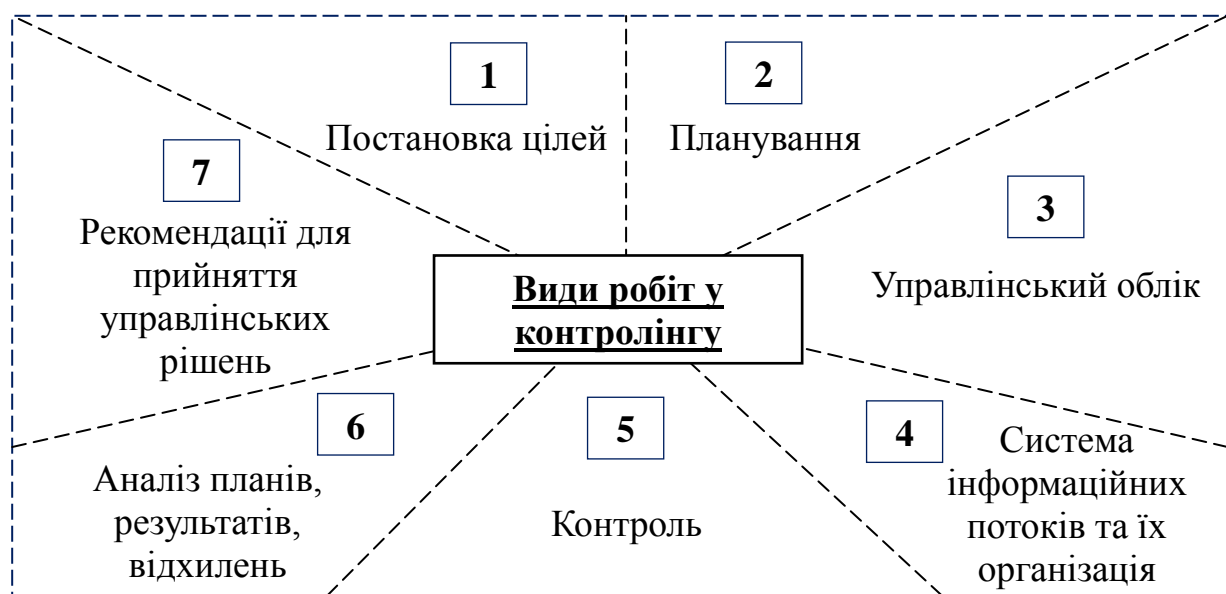 1
Постановка цілей
2
Планування
3
Управлінський облік
4
Система
інформаційних
потоків та їх
організація
5
Контроль
6
Аналіз планів,
результатів,
відхилень
7
Рекомендації для
прийняття
управлінських
рішень
Види робіт у
контролінгу